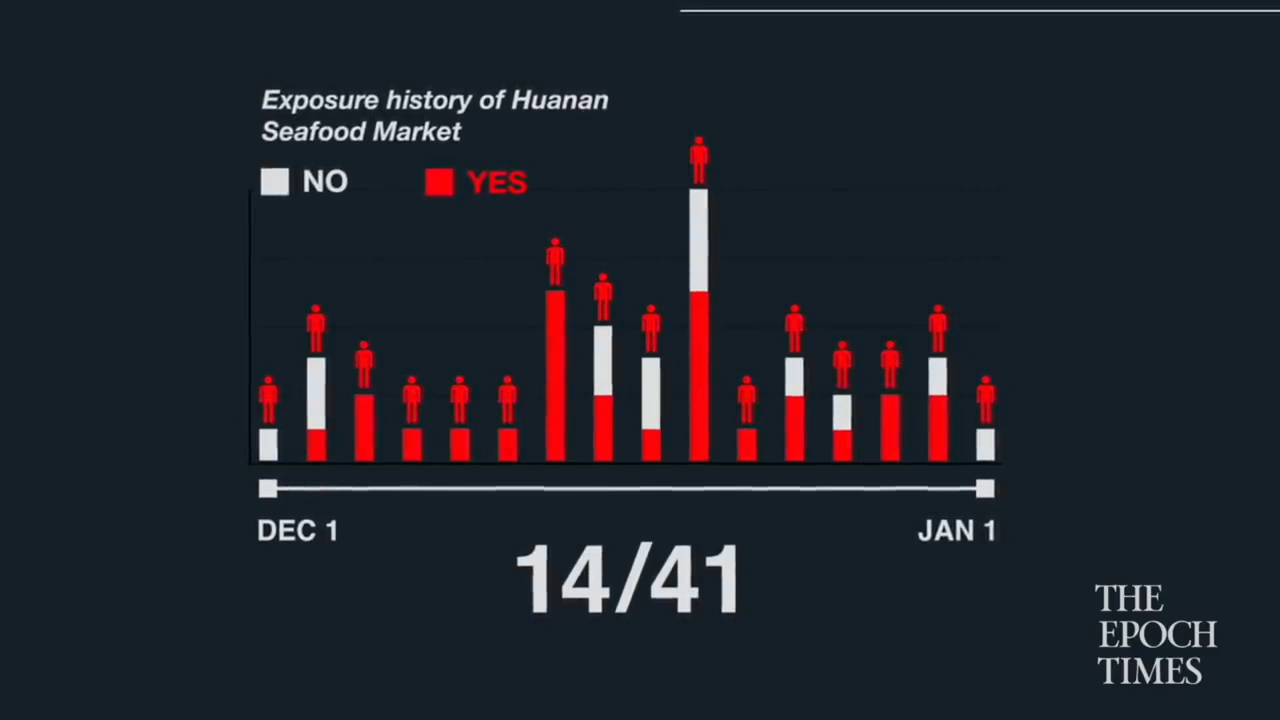 Exposure history of Huanan
Seafood Market
NO YES
DEC 1 JAN 1
14/41
THE
EPOCH
TIMES